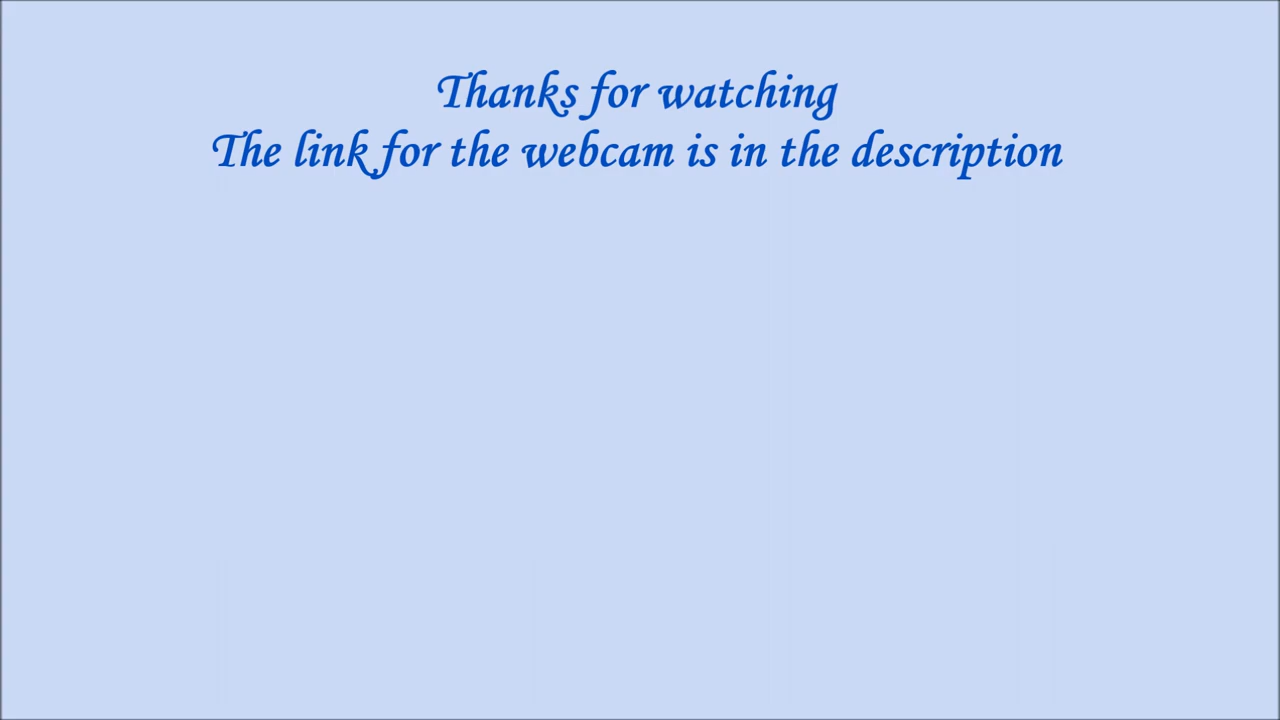 Thanks for watching
The link for the webcam is in the description